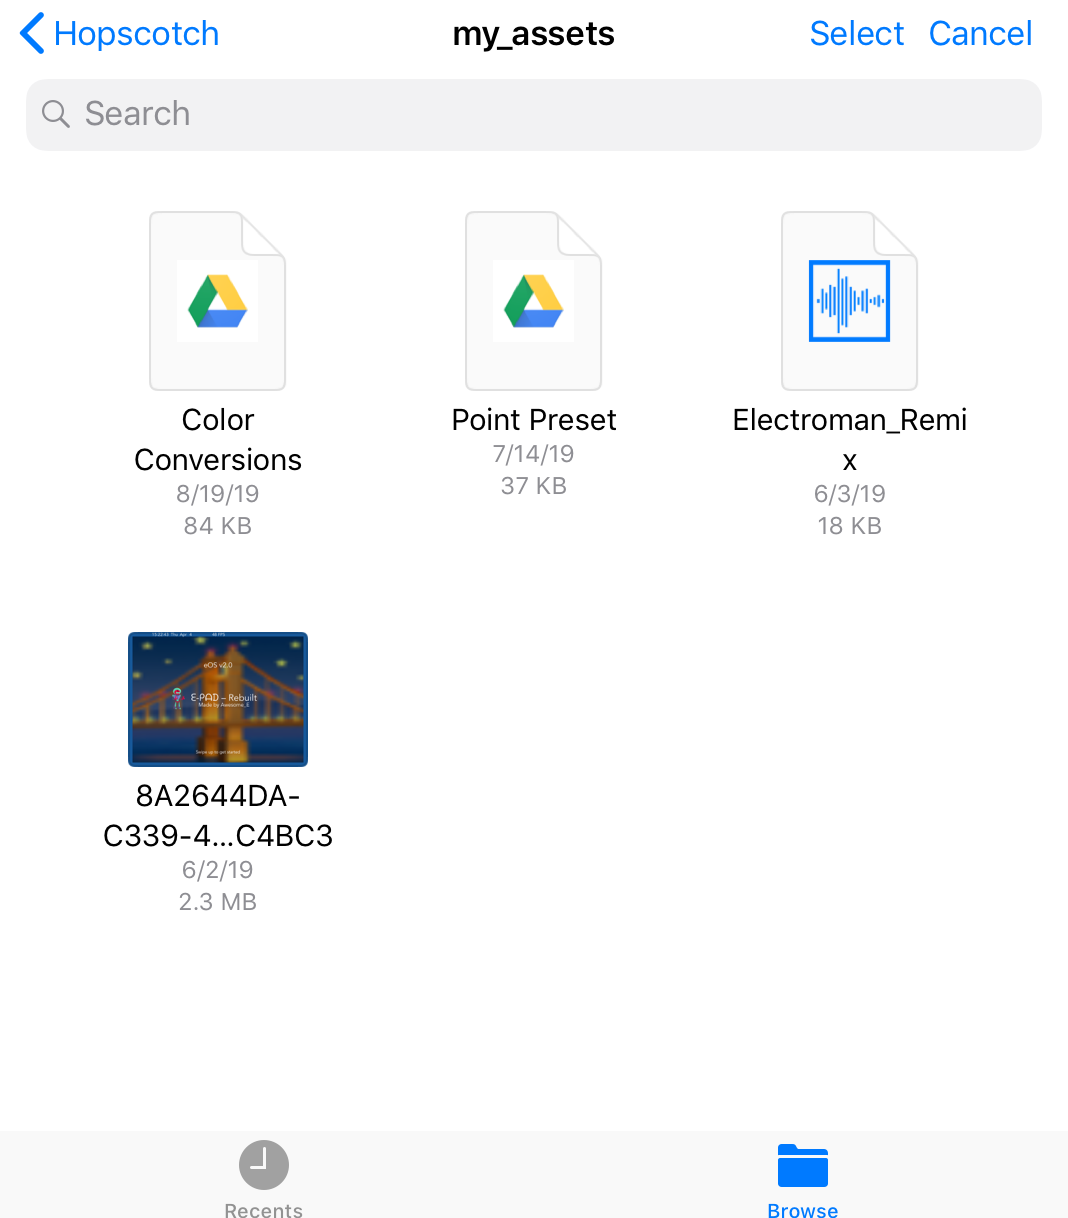 Hopscotch
my_assets
Select
Cancel
Search
Color
Conversions
8/19/19
84 KB
Point Preset
7/14/19
37 KB
Electroman_Remi
x
6/3/19
18 KB
eOS v2.0
Ɛ-PAD – Rebuilt
Made by Awesome_E
Swipe up to get started
8A2644DA-
C339-4...C4BC3
6/2/19
2.3 MB
Recents
Browse